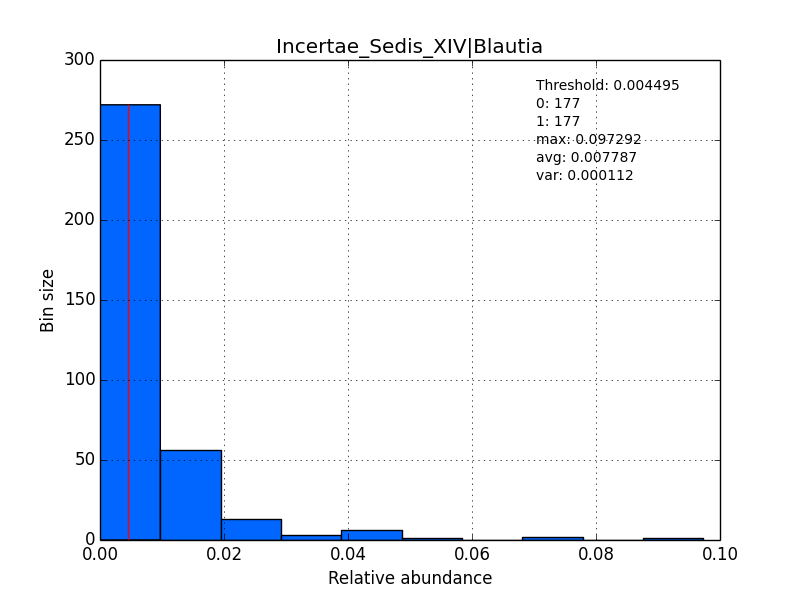 Incertae_Sedis_XIV|Blautia
300
250
200
150
100
50
0
Bin size
Threshold: 0.004495
0: 177
1: 177
max: 0.097292
avg: 0.007787
var: 0.000112
0.00 0.02 0.04 0.06 0.08 0.10
Relative abundance